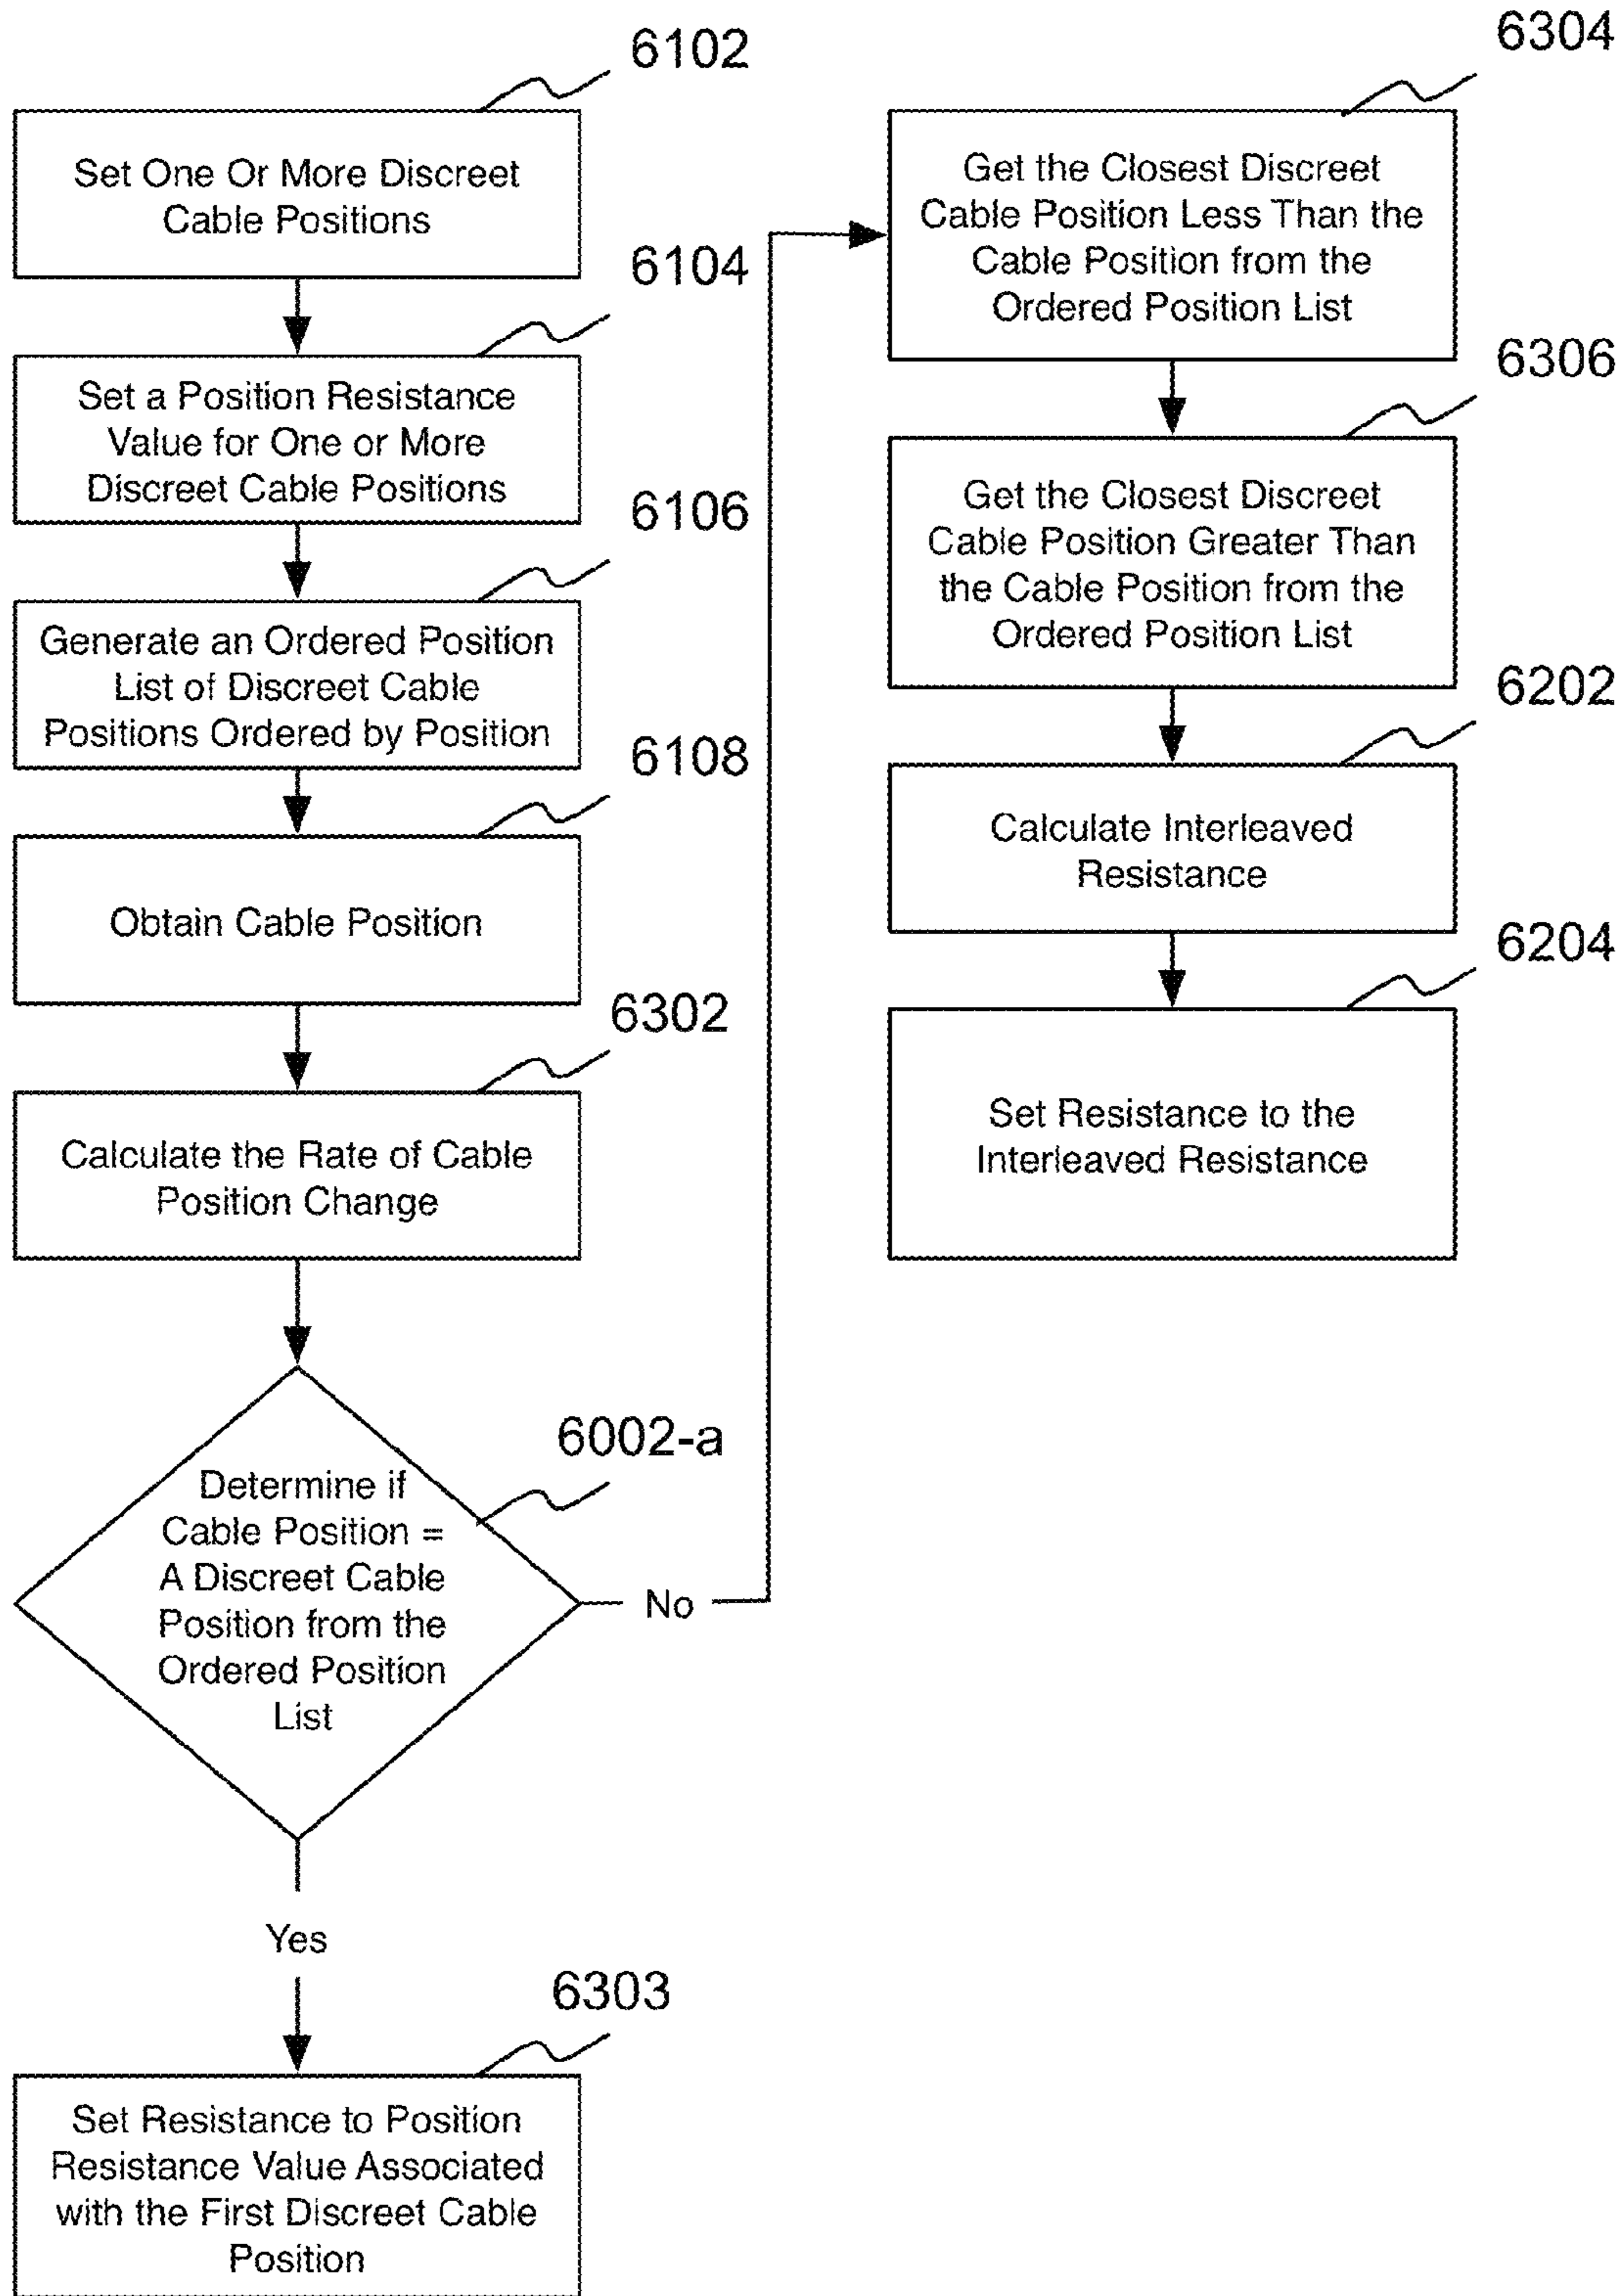 6102
Set One Or More Discreet
Cable Positions
6104
Set a Position Resistance
Value for One or More
Discreet Cable Positions
6106
Generate an Ordered Position
List of Discreet Cable
Positions Ordered by Position
6108
Obtain Cable Position
6302
Calculate the Rate of Cable
Position Change
6002-a
Determine if
Cable Position =
A Discreet Cable
Position from the
Ordered Position
List
No
Yes
6303
Set Resistance to Position
Resistance Value Associated
with the First Discreet Cable
Position
6304
Get the Closest Discreet
Cable Position Less Than the
Cable Position from the
Ordered Position List
6306
Get the Closest Discreet
Cable Position Greater Than
the Cable Position from the
Ordered Position List
6202
Calculate Interleaved
Resistance
6204
Set Resistance to the
Interleaved Resistance